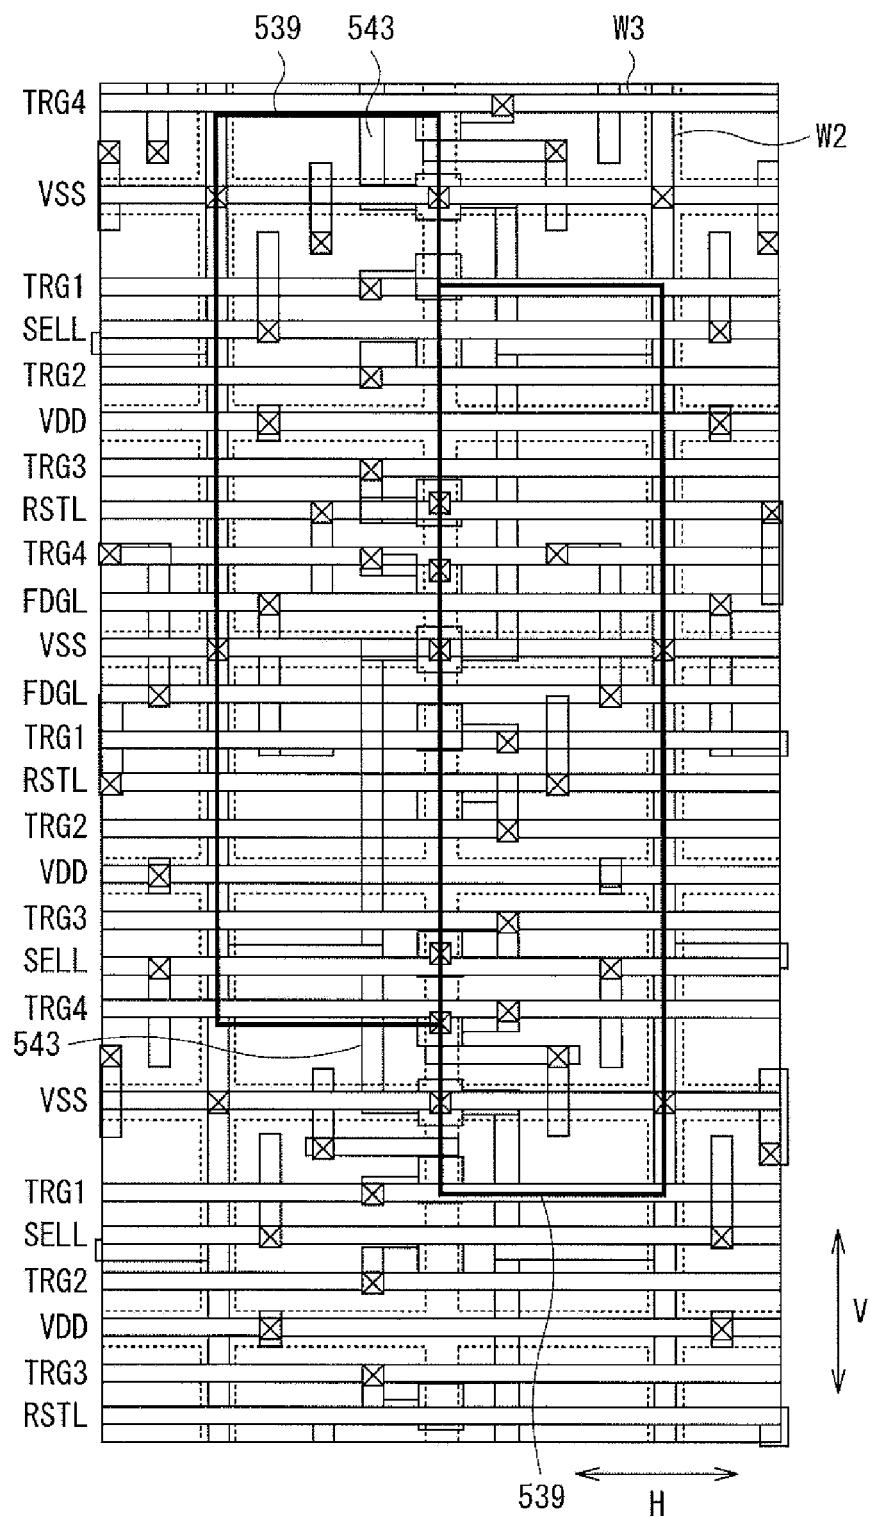 539
543
W3
TRG4
W2
VSS
TRG1
SELL
TRG2
VDD
TRG3
RSTL
TRG4
FDGL
VSS
FDGL
TRG1
RSTL
TRG2
VDD
TRG3
SELL
TRG4
543
VSS
TRG1
SELL
TRG2
VDD
TRG3
RSTL
V
539
H